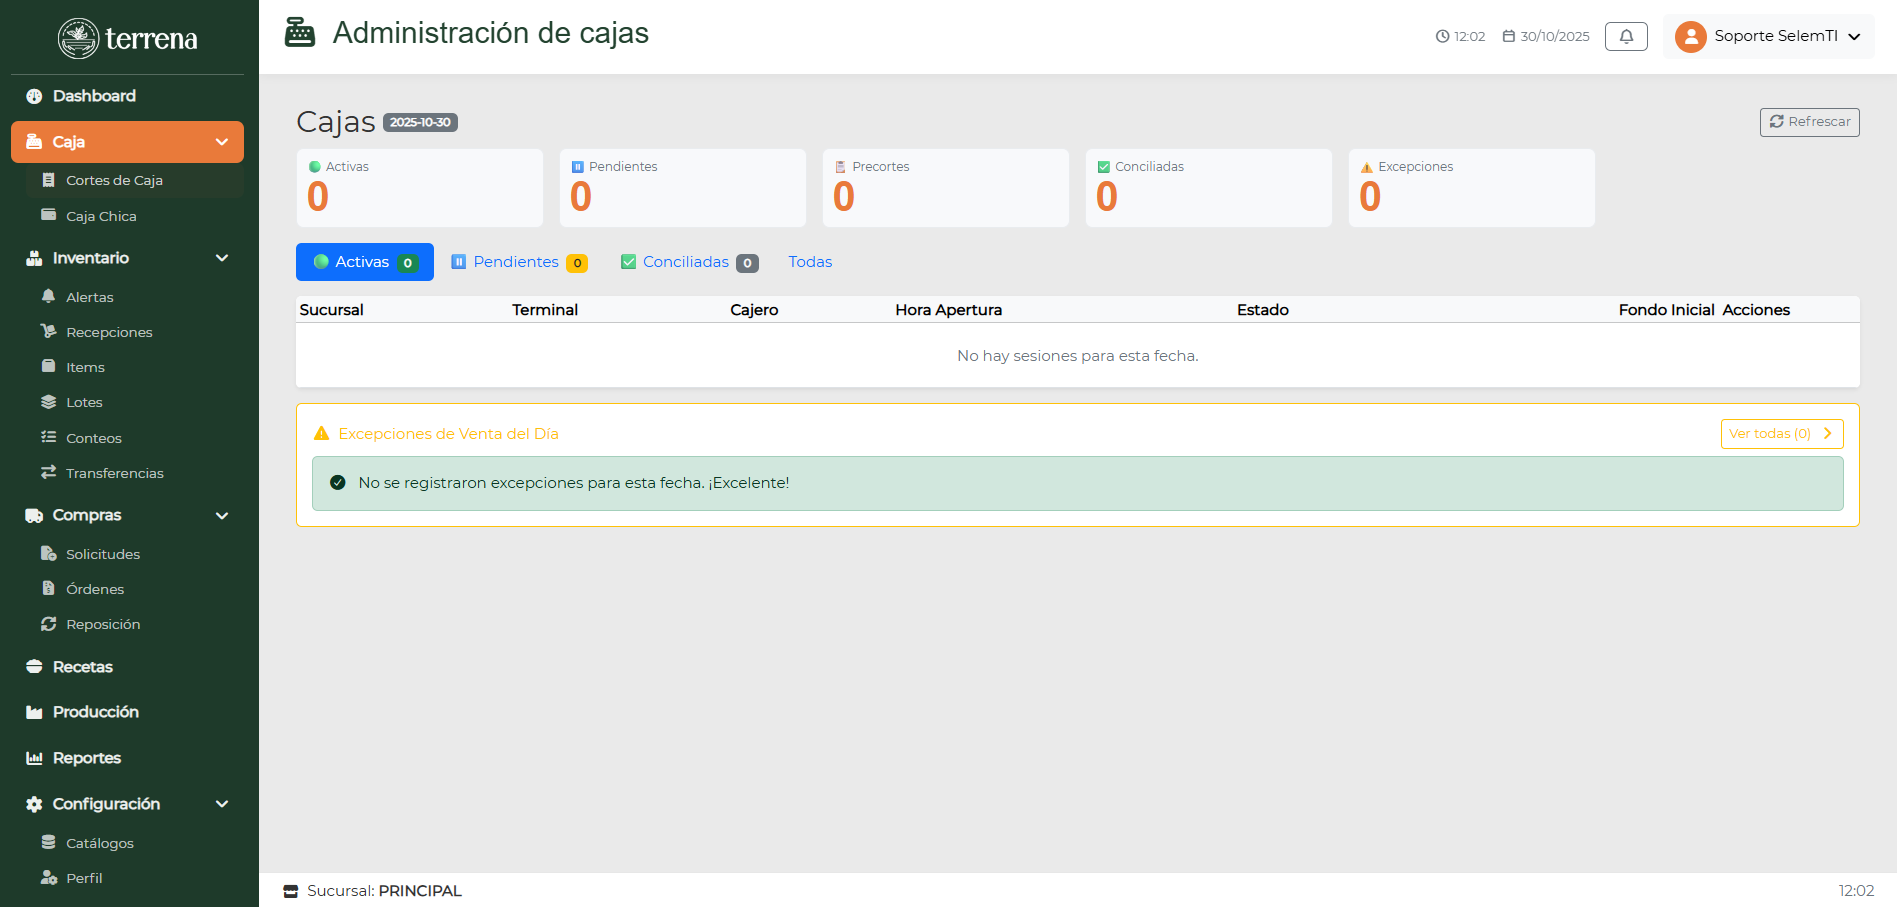 terrena
Administración de cajas
12:02
30/10/2025
Soporte SelemTI
Dashboard
Caja
Cortes de Caja
Caja Chica
Inventario
Alertas
Recepciones
Items
Lotes
Conteos
Transferencias
Compras
Solicitudes
Órdenes
Reposición
Recetas
Producción
Reportes
Configuración
Catálogos
Perfil
Cajas 2025-10-30
Refrescar
Activas
0
Pendientes
0
Precortes
0
Conciliadas
0
Excepciones
0
Activas 0 Pendientes 0 Conciliadas 0 Todas
Sucursal Terminal Cajero Hora Apertura Estado Fondo Inicial Acciones
No hay sesiones para esta fecha.
Excepciones de Venta del Día
Ver todas (0)
No se registraron excepciones para esta fecha. ¡Excelente!
Sucursal: PRINCIPAL
12:02